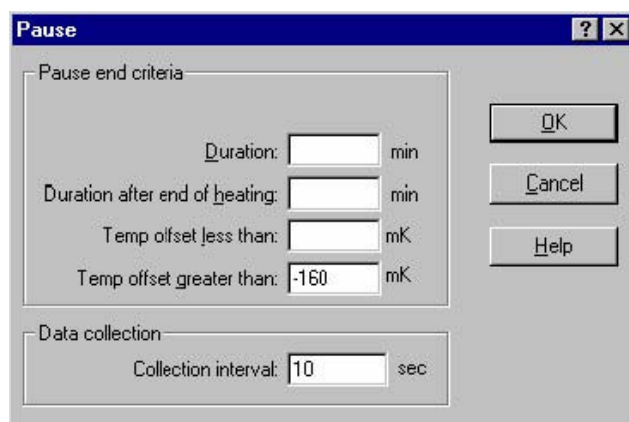 Pause
Pause end criteria
Duration: min
Duration after end of heating: min
Temp offset less than: mK
Temp offset greater than: -160 mK
Data collection
Collection interval: 10 sec
OK
Cancel
Help